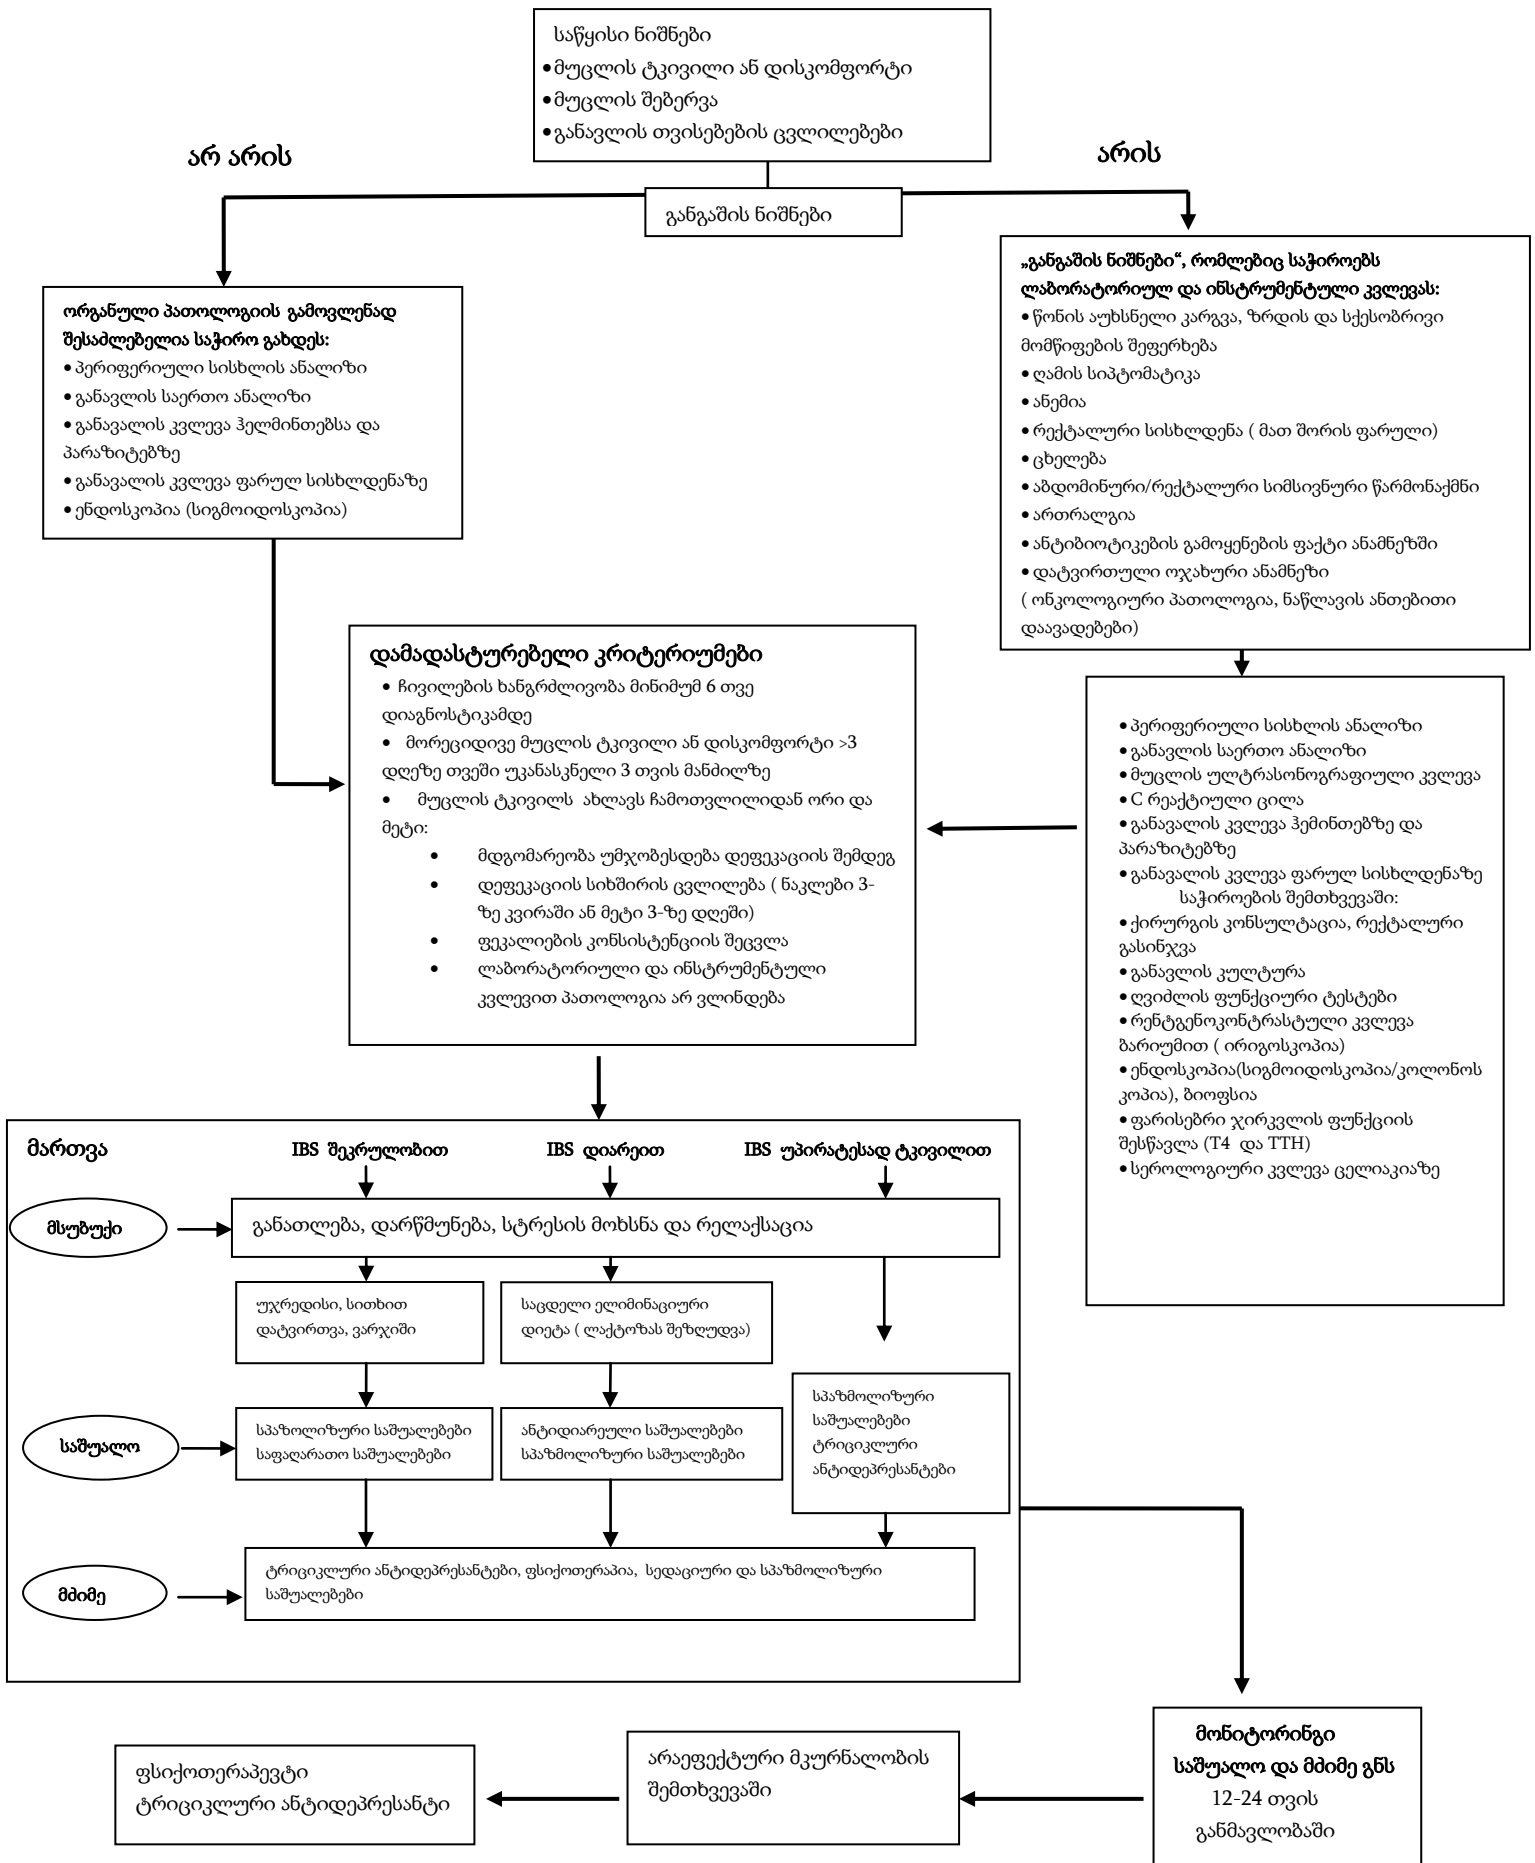 საწყისი ნიშნები
•მუცლის ტკივილი ან დისკომფორტი
•მუცლის შებერვა
•განავლის თვისებების ცვლილებები
არ არის
არის
განგაშის ნიშნები
ორგანული პათოლოგიის გამოვლენად
შესაძლებელია საჭირო გახდეს:
•პერიფერიული სისხლის ანალიზი
•განავლის საერთო ანალიზი
•განავალის კვლევა ჰელმინთებსა და
პარაზიტებზე
•განავალის კვლევა ფარულ სისხლდენაზე
•ენდოსკოპია (სიგმოიდოსკოპია)
„განგაშის ნიშნები“, რომლებიც საჭიროებს
ლაბორატორიულ და ინსტრუმენტული კვლევას:
•წონის აუხსნელი კარგვა, ზრდის და სქესობრივი
მომწიფების შეფერხება
•ღამის სიპტომატიკა
•ანემია
•რექტალური სისხლდენა ( მათ შორის ფარული)
•ცხელება
•აბდომინური/რექტალური სიმსივნური წარმონაქმნი
•ართრალგია
•ანტიბიოტიკების გამოყენების ფაქტი ანამნეზში
•დატვირთული ოჯახური ანამნეზი
( ონკოლოგიური პათოლოგია, ნაწლავის ანთებითი
დაავადებები)
დამადასტურებელი კრიტერიუმები
• ჩივილების ხანგრძლივობა მინიმუმ 6 თვე
დიაგნოსტიკამდე
• მორეციდივე მუცლის ტკივილი ან დისკომფორტი >3
დღეზე თვეში უკანასკნელი 3 თვის მანძილზე
• მუცლის ტკივილს ახლავს ჩამოთვლილიდან ორი და
მეტი:
• მდგომარეობა უმჯობესდება დეფეკაციის შემდეგ
• დეფეკაციის სიხშირის ცვლილება ( ნაკლები 3-
ზე კვირაში ან მეტი 3-ზე დღეში)
• ფეკალიების კონსისტენციის შეცვლა
• ლაბორატორიული და ინსტრუმენტული
კვლევით პათოლოგია არ ვლინდება
•პერიფერიული სისხლის ანალიზი
•განავლის საერთო ანალიზი
•მუცლის ულტრასონოგრაფიული კვლევა
•C რეაქტიული ცილა
•განავალის კვლევა ჰემინთებზე და
პარაზიტებზე
•განავალის კვლევა ფარულ სისხლდენაზე
საჭიროების შემთხვევაში:
•ქირურგის კონსულტაცია, რექტალური
გასინჯვა
•განავლის კულტურა
•ღვიძლის ფუნქციური ტესტები
•რენტგენოკონტრასტული კვლევა
ბარიუმით ( ირიგოსკოპია)
•ენდოსკოპია(სიგმოიდოსკოპია/კოლონოს
კოპია), ბიოფსია
•ფარისებრი ჯირკვლის ფუნქციის
შესწავლა (T4 და TTH)
•სეროლოგიური კვლევა ცელიაკიაზე
მართვა
IBS შეკრულობით
IBS დიარეით
IBS უპირატესად ტკივილით
მსუბუქი
განათლება, დარწმუნება, სტრესის მოხსნა და რელაქსაცია
უჯრედისი, სითხით
დატვირთვა, ვარჯიში
საცდელი ელიმინაციური
დიეტა ( ლაქტოზას შეზღუდვა)
საშუალო
სპაზოლიზური საშუალებები
საფაღარათო საშუალებები
ანტიდიარეული საშუალებები
სპაზმოლიზური საშუალებები
სპაზმოლიზური
საშუალებები
ტრიციკლური
ანტიდეპრესანტები
მძიმე
ტრიციკლური ანტიდეპრესანტები, ფსიქოთერაპია, სედაციური და სპაზმოლიზური
საშუალებები
მონიტორინგი
საშუალო და მძიმე გნს
12-24 თვის
განმავლობაში
არაეფექტური მკურნალობის
შემთხვევაში
ფსიქოთერაპევტი
ტრიციკლური ანტიდეპრესანტი